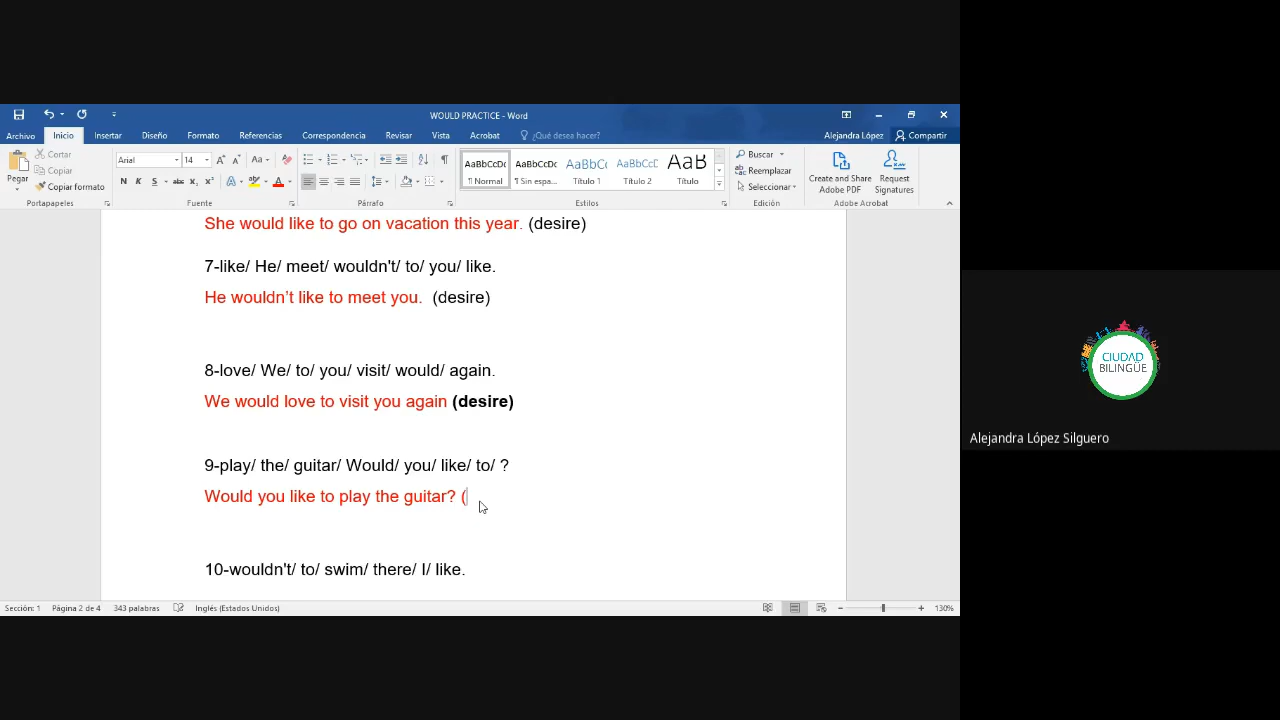 WOULD PRACTICE - Word
Archivo Inicio Insertar Diseño Formato Referencias Correspondencia Revisar Vista Acrobat ¿Qué desea hacer? Alejandra López Compartir
Pegar
Cortar
Copiar
Copiar formato
Portapapeles
Arial 14
Aa
N K S abc x₂ x²
Fuente
Párrafo
AaBbCcDc AaBbCcDc AaBbCc AaBbCcD AaB
¶ Normal ¶ Sin espa... Título 1 Título 2 Título
Estilos
Buscar
Reemplazar
Seleccionar
Edición
Create and Share Adobe PDF
Request Signatures
Adobe Acrobat
She would like to go on vacation this year. (desire)
7-like/ He/ meet/ wouldn't/ to/ you/ like.
He wouldn’t like to meet you. (desire)
8-love/ We/ to/ you/ visit/ would/ again.
We would love to visit you again (desire)
9-play/ the/ guitar/ Would/ you/ like/ to/ ?
Would you like to play the guitar? (
10-wouldn't/ to/ swim/ there/ I/ like.
Sección: 1 Página 2 de 4 343 palabras Inglés (Estados Unidos) 130%
CIUDAD
BILINGÜE
Alejandra López Silguero